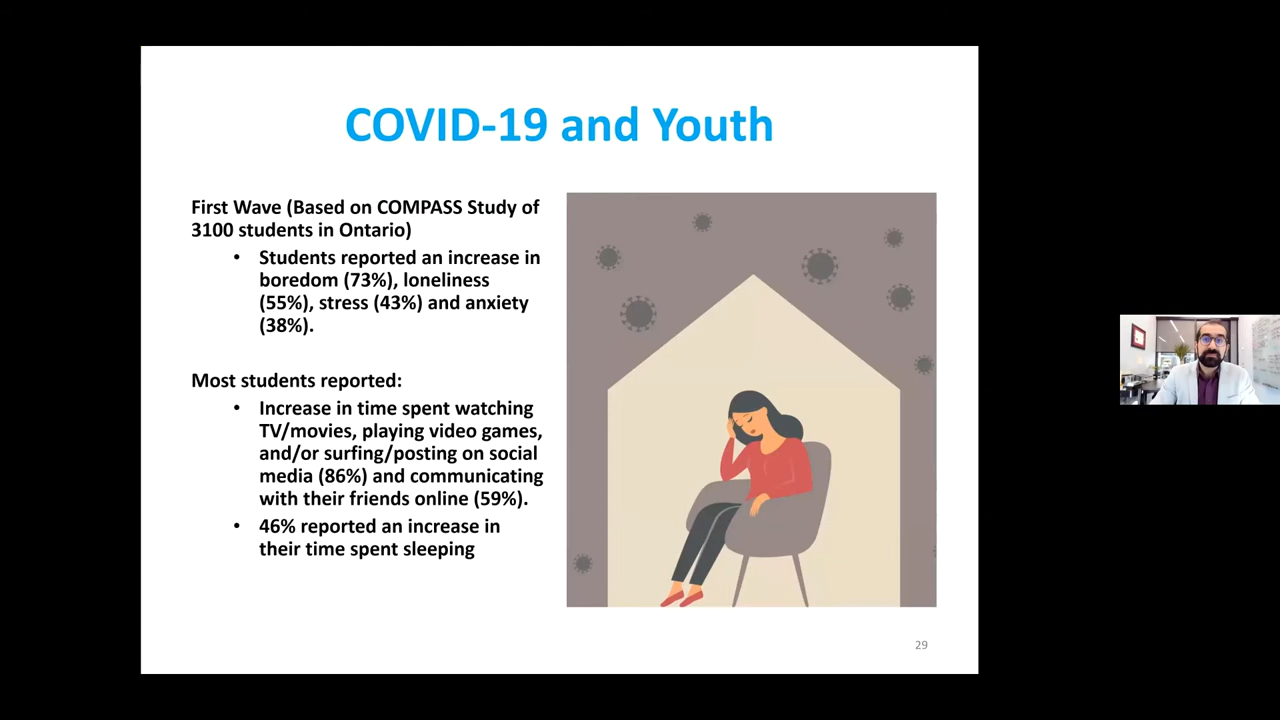 COVID-19 and Youth
First Wave (Based on COMPASS Study of
3100 students in Ontario)
• Students reported an increase in
boredom (73%), loneliness
(55%), stress (43%) and anxiety
(38%).
Most students reported:
• Increase in time spent watching
TV/movies, playing video games,
and/or surfing/posting on social
media (86%) and communicating
with their friends online (59%).
• 46% reported an increase in
their time spent sleeping
29